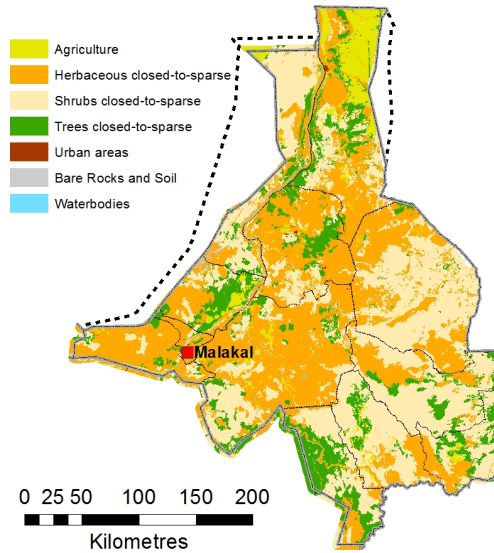 Agriculture
Herbaceous closed-to-sparse
Shrubs closed-to-sparse
Trees closed-to-sparse
Urban areas
Bare Rocks and Soil
Waterbodies
Malakal
0 25 50 100 150 200
Kilometres